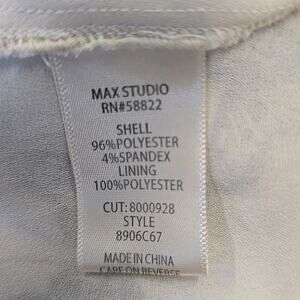 MAX STUDIO
RN#58822
SHELL
96%POLYESTER
4%SPANDEX
LINING
100%POLYESTER
CUT:8000928
STYLE
8906C67
MADE IN CHINA
CARE ON REVERSE